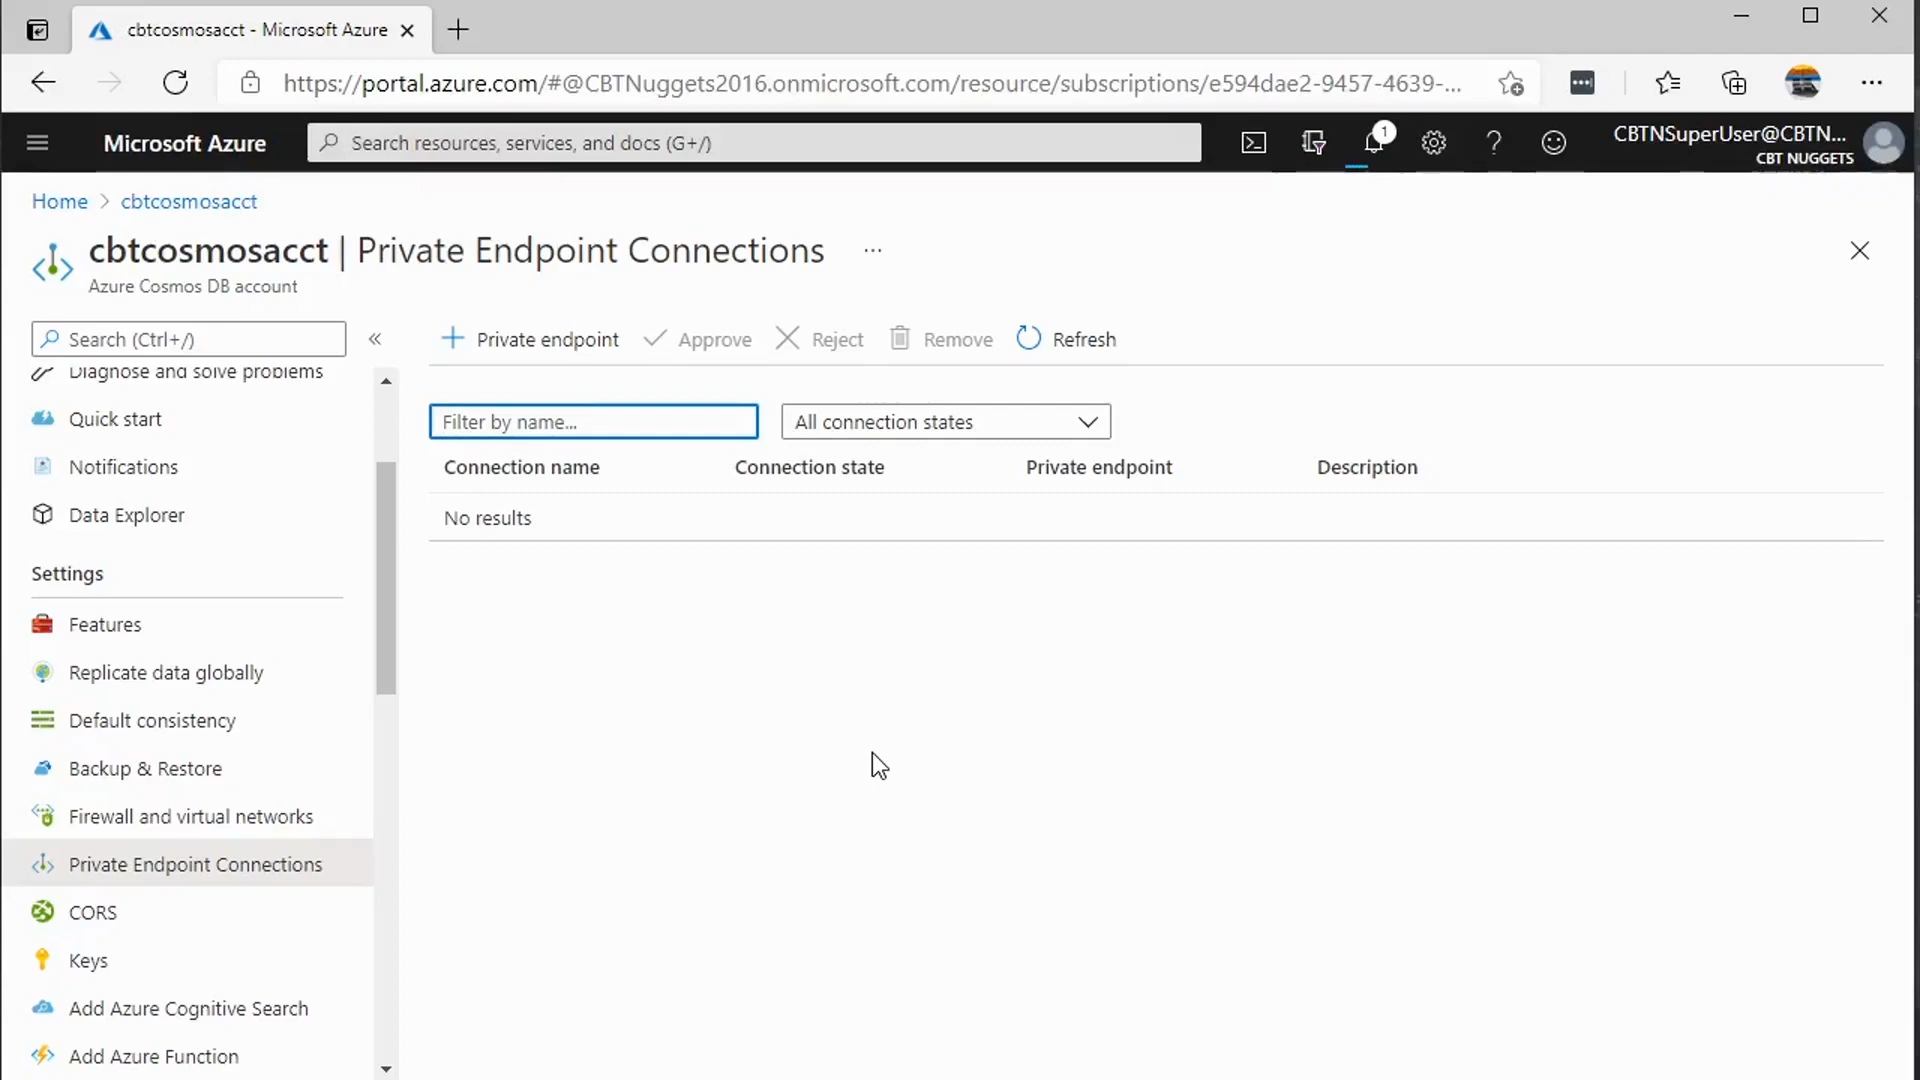 cbtcosmosacct - Microsoft Azure
https://portal.azure.com/#@CBTNuggets2016.onmicrosoft.com/resource/subscriptions/e594dae2-9457-4639-...
Microsoft Azure
Search resources, services, and docs (G+/)
1
CBTNSuperUser@CBTN...
CBT NUGGETS
Home > cbtcosmosacct
cbtcosmosacct | Private Endpoint Connections ...
Azure Cosmos DB account
Search (Ctrl+/)
Private endpoint
Approve
Reject
Remove
Refresh
Diagnose and solve problems
Quick start
Notifications
Data Explorer
Settings
Features
Replicate data globally
Default consistency
Backup & Restore
Firewall and virtual networks
Private Endpoint Connections
CORS
Keys
Add Azure Cognitive Search
Add Azure Function
Filter by name...
All connection states
Connection name Connection state Private endpoint Description
No results